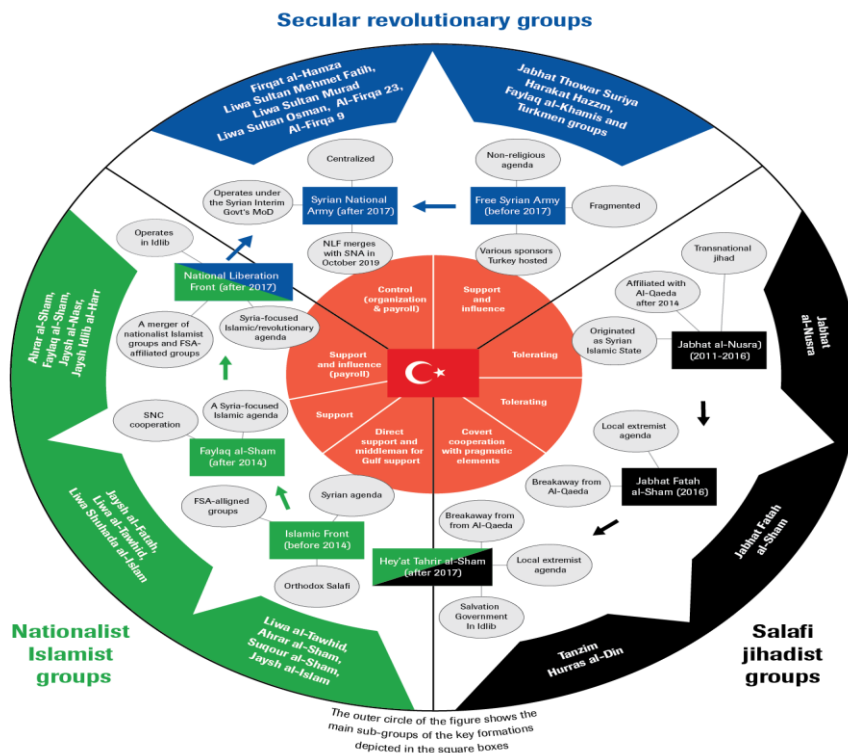 Secular revolutionary groups
Firqat al-Hamza
Liwa Sultan Mehmet Fatih,
Liwa Sultan Murad
Liwa Sultan Osman, Al-Firqa 23,
Al-Firqa 9
Jabhat Thowar Suriya
Harakat Hazzm,
Faylaq al-Khamis and
Turkmen groups
Centralized
Non-religious
agenda
Operates under
the Syrian Interim
Govt's MoD
Syrian National
Army (after 2017)
Free Syrian Army
(before 2017)
Fragmented
NLF merges
with SNA in
October 2019
Various sponsors
Turkey hosted
Operates
in Idlib
National Liberation
Front (after 2017)
A merger of
nationalist Islamist
groups and FSA-
affiliated groups
Syria-focused
Islamic/revolutionary
agenda
Transnational
jihad
Affiliated with
Al-Qaeda
after 2014
Originated
as Syrian
Islamic State
Jabhat al-Nusra)
(2011-2016)
Jabhat
al-Nusra
Ahrar al-Sham,
Faylaq al-Sham,
Jaysh al-Nasr,
Jaysh Idlib al-Harr
Control
(organization
& payroll)
Support
and
influence
Support
and influence
(payroll)
Tolerating
Support
Tolerating
Direct
support and
middleman for
Gulf support
Covert
cooperation
with pragmatic
elements
SNC
cooperation
A Syria-focused
Islamic agenda
Faylaq al-Sham
(after 2014)
Local extremist
agenda
Breakaway from
Al-Qaeda
Jabhat Fatah
al-Sham (2016)
Jaysh al-Fatah,
Liwa al-Tawhid,
Liwa Shuhada al-Islam
FSA-alligned
groups
Syrian agenda
Islamic Front
(before 2014)
Orthodox Salafi
Breakaway from
from Al-Qaeda
Hey'at Tahrir al-Sham
(after 2017)
Local extremist
agenda
Salvation
Government
In Idlib
Jabhat Fatah
al-Sham
Nationalist
Islamist
groups
Liwa al-Tawhid,
Ahrar al-Sham,
Suqour al-Sham,
Jaysh al-Islam
Tanzim
Hurras al-Din
Salafi
jihadist
groups
The outer circle of the figure shows the
main sub-groups of the key formations
depicted in the square boxes